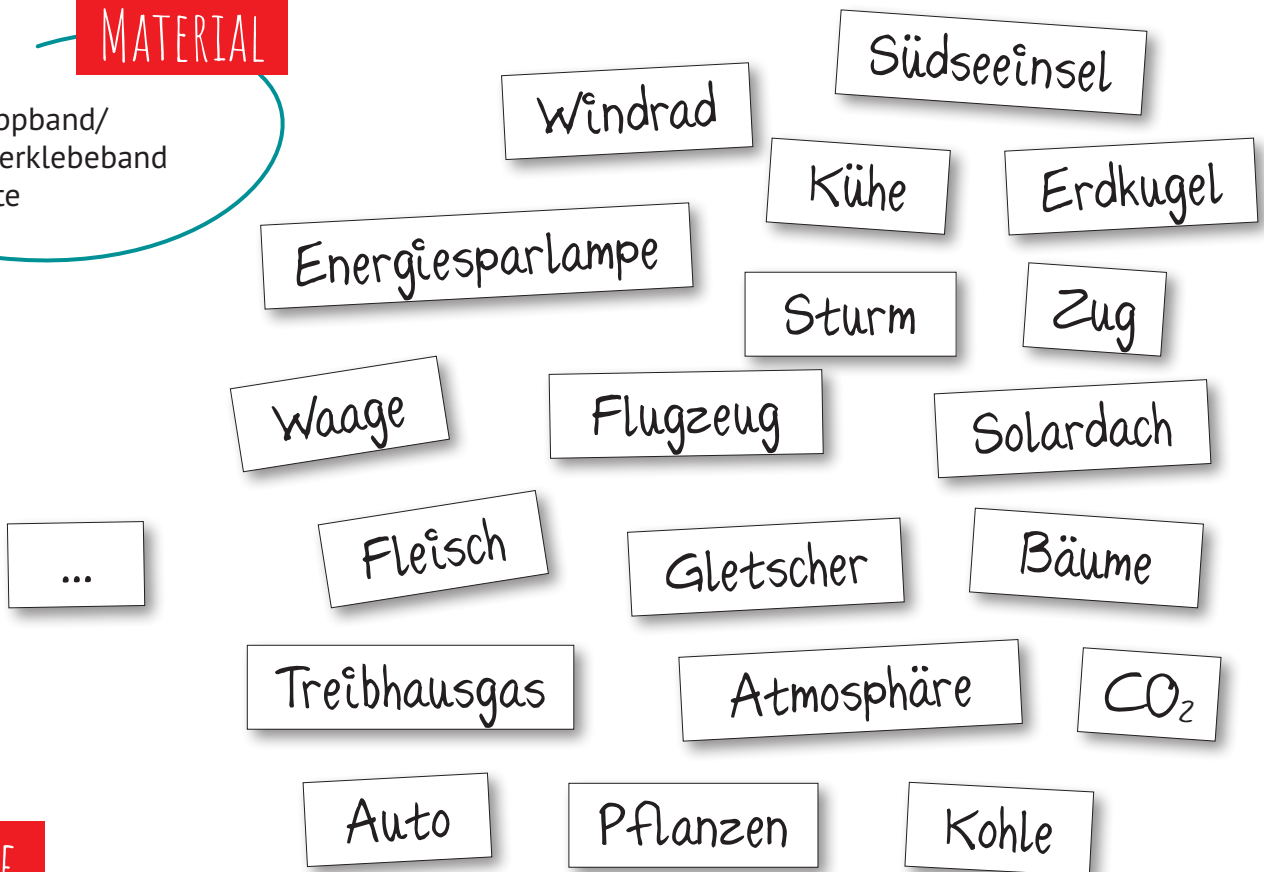 MATERIAL
Südseeinsel
Windrad
Kühe
Erdkugel
Energiesparlampe
Sturm
Zug
Waage
Flugzeug
Solardach
...
Fleisch
Gletscher
Bäume
Treibhausgas
Atmosphäre
CO₂
Auto
Pflanzen
Kohle